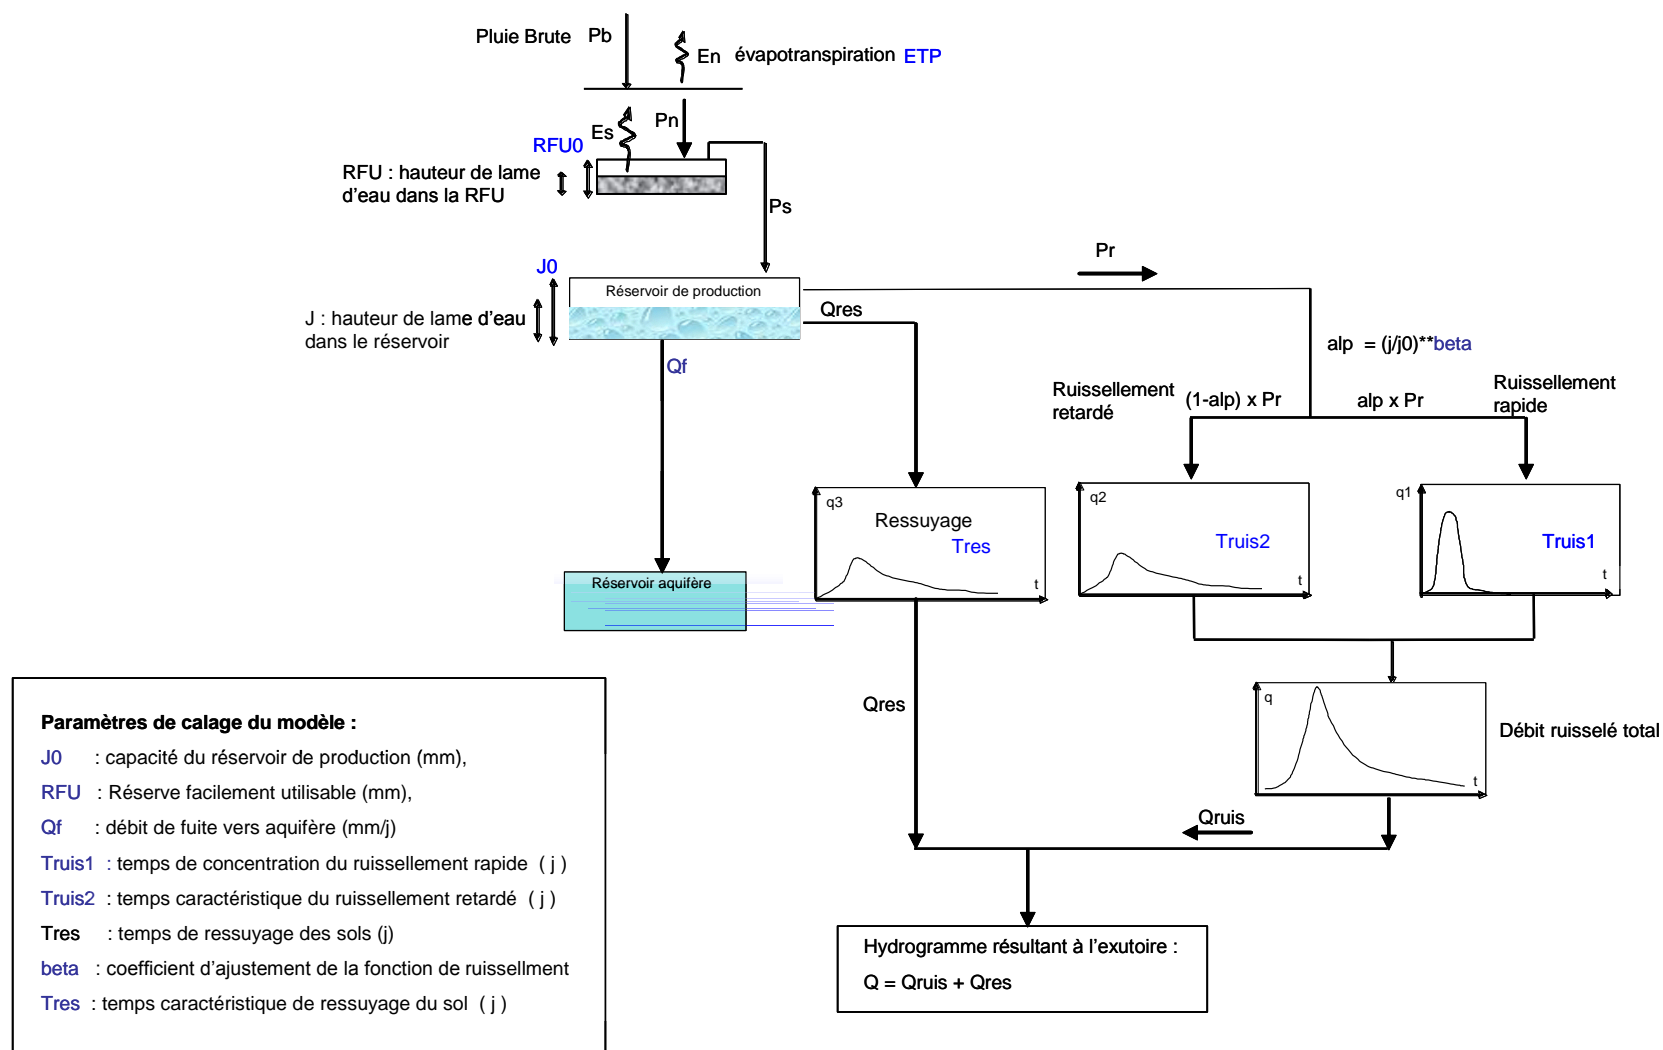 Pluie Brute Pb
En évapotranspiration ETP
Pn
Es
RFU0
RFU : hauteur de lame
d'eau dans la RFU
Ps
Pr
J0
Réservoir de production
Qres
J : hauteur de lame d'eau
dans le réservoir
alp = (j/j0)**beta
Qf
Ruissellement
retardé
(1-alp) x Pr
alp x Pr
Ruissellement
rapide
q3
Ressuyage
Tres
t
q2
Truis2
t
q1
Truis1
t
Réservoir aquifère
Qres
q
t
Débit ruisselé total
Qruis
Hydrogramme résultant à l'exutoire :
Q = Qruis + Qres
Paramètres de calage du modèle :
J0 : capacité du réservoir de production (mm),
RFU : Réserve facilement utilisable (mm),
Qf : débit de fuite vers aquifère (mm/j)
Truis1 : temps de concentration du ruissellement rapide ( j )
Truis2 : temps caractéristique du ruissellement retardé ( j )
Tres : temps de ressuyage des sols (j)
beta : coefficient d'ajustement de la fonction de ruissellment
Tres : temps caractéristique de ressuyage du sol ( j )